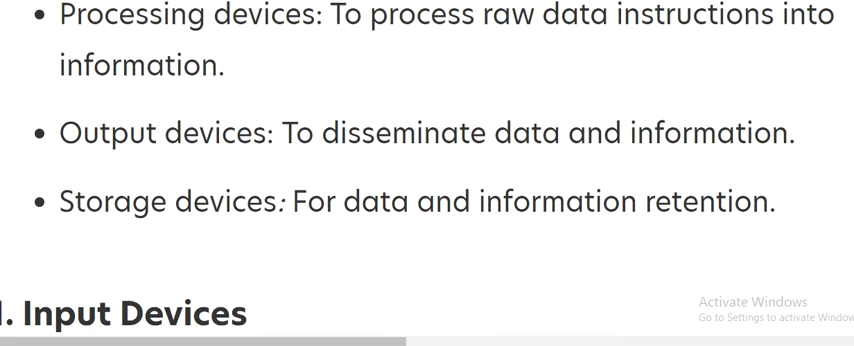 • Processing devices: To process raw data instructions into
information.
• Output devices: To disseminate data and information.
• Storage devices: For data and information retention.
. Input Devices
Activate Windows
Go to Settings to activate